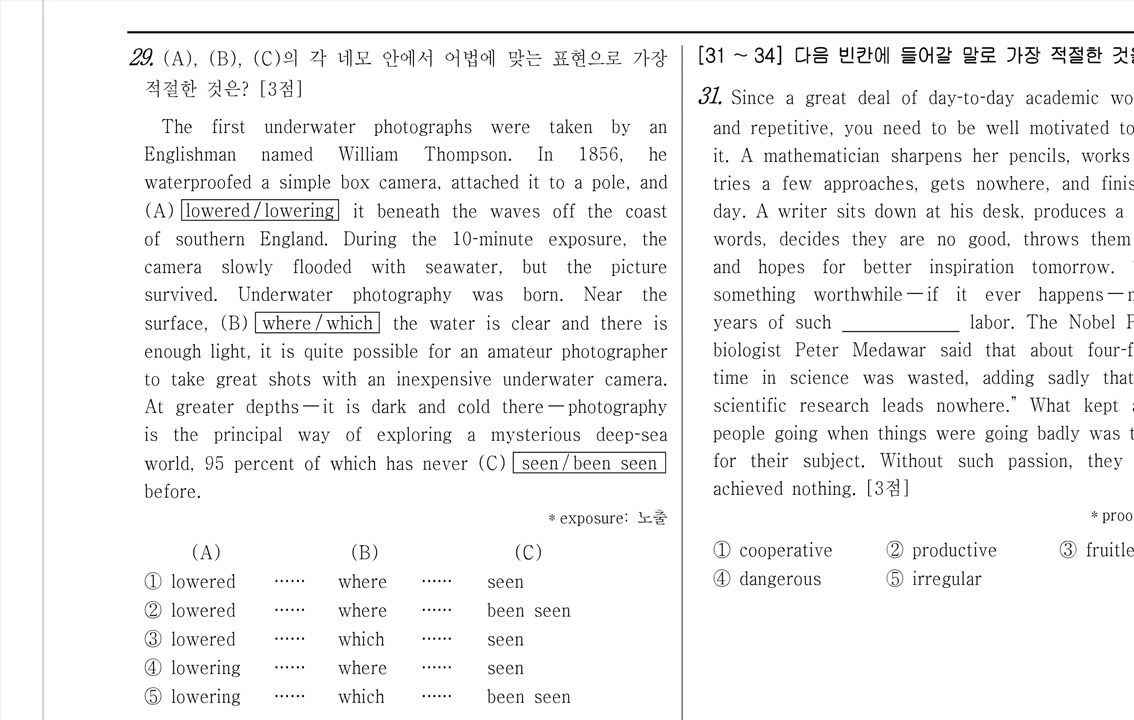 29. (A), (B), (C)의 각 네모 안에서 어법에 맞는 표현으로 가장
적절한 것은? [3점]
The first underwater photographs were taken by an
Englishman named William Thompson. In 1856, he
waterproofed a simple box camera, attached it to a pole, and
(A) lowered/lowering it beneath the waves off the coast
of southern England. During the 10-minute exposure, the
camera slowly flooded with seawater, but the picture
survived. Underwater photography was born. Near the
surface, (B) where/which the water is clear and there is
enough light, it is quite possible for an amateur photographer
to take great shots with an inexpensive underwater camera.
At greater depths—it is dark and cold there—photography
is the principal way of exploring a mysterious deep-sea
world, 95 percent of which has never (C) seen/been seen
before.
* exposure: 노출
(A) (B) (C)
① lowered ······ where ······ seen
② lowered ······ where ······ been seen
③ lowered ······ which ······ seen
④ lowering ······ where ······ seen
⑤ lowering ······ which ······ been seen
[31 ~ 34] 다음 빈칸에 들어갈 말로 가장 적절한
31. Since a great deal of day-to-day academic
and repetitive, you need to be well motivated to
it. A mathematician sharpens her pencils, works
tries a few approaches, gets nowhere, and
day. A writer sits down at his desk, produces a
words, decides they are no good, throws them
and hopes for better inspiration tomorrow.
something worthwhile—if it ever happens—
years of such ____________ labor. The Nobel
biologist Peter Medawar said that about
time in science was wasted, adding sadly that
scientific research leads nowhere.” What kept
people going when things were going badly was
for their subject. Without such passion, they
achieved nothing. [3점]
*
① cooperative ② productive ③
④ dangerous ⑤ irregular